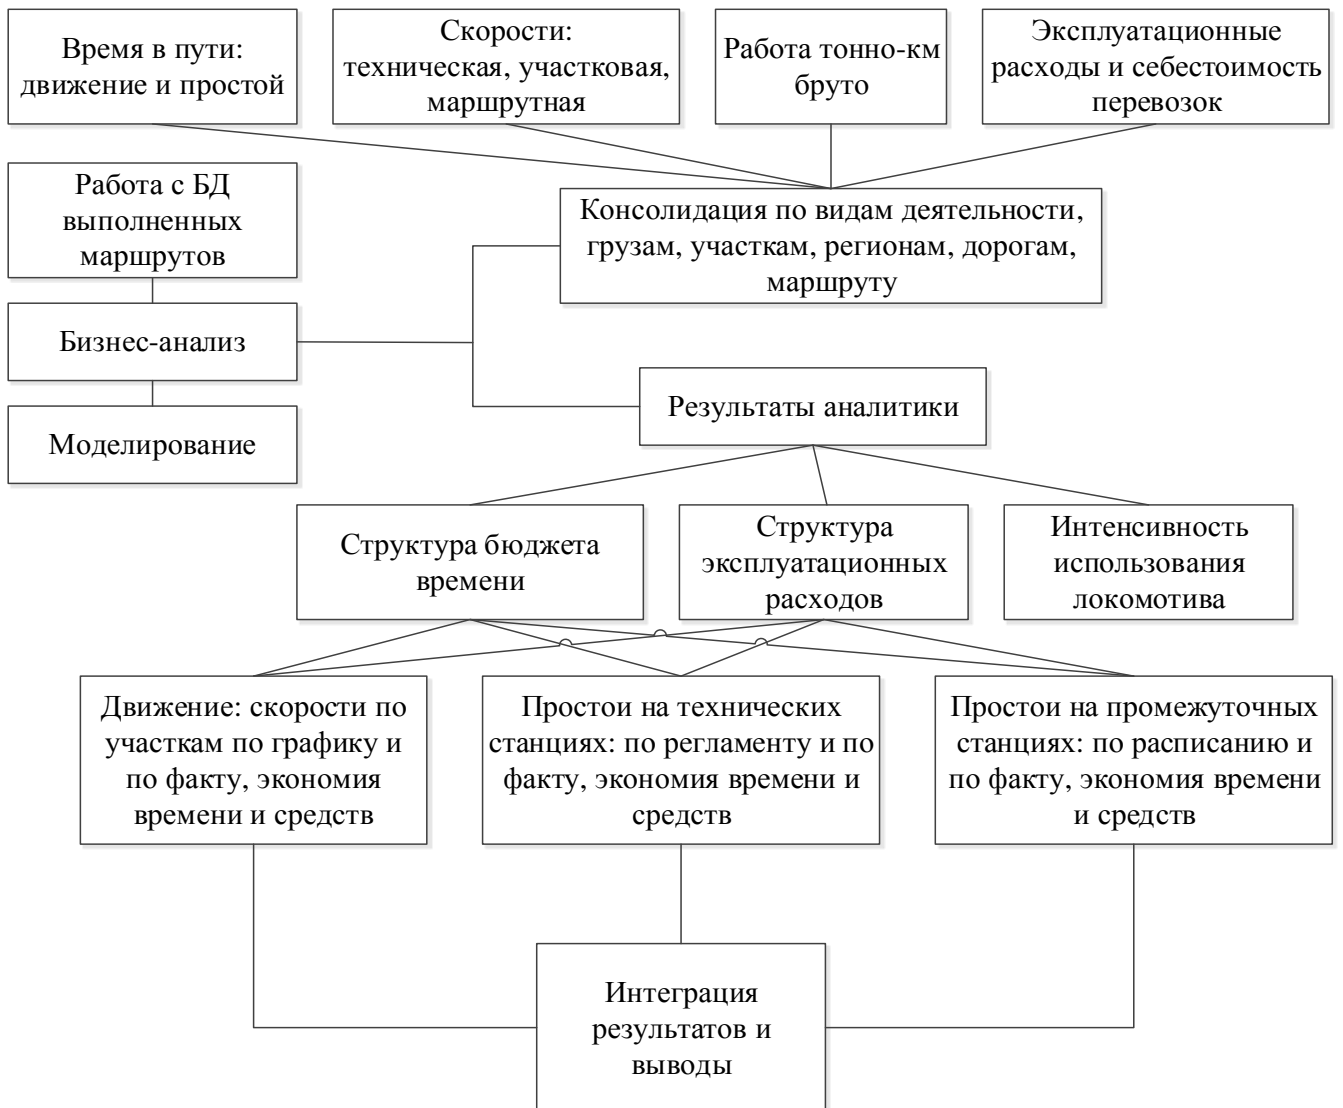 Время в пути:
движение и простой
Скорости:
техническая, участковая,
маршрутная
Работа тонно-км
бруто
Эксплуатационные
расходы и себестоимость
перевозок
Работа с БД
выполненных
маршрутов
Консолидация по видам деятельности,
грузам, участкам, регионам, дорогам,
маршруту
Бизнес-анализ
Моделирование
Результаты аналитики
Структура бюджета
времени
Структура
эксплуатационных
расходов
Интенсивность
использования
локомотива
Движение: скорости по
участкам по графику и
по факту, экономия
времени и средств
Простои на технических
станциях: по регламенту и по
факту, экономия времени и
средств
Простои на промежуточных
станциях: по расписанию и
по факту, экономия времени
и средств
Интеграция
результатов и
выводы